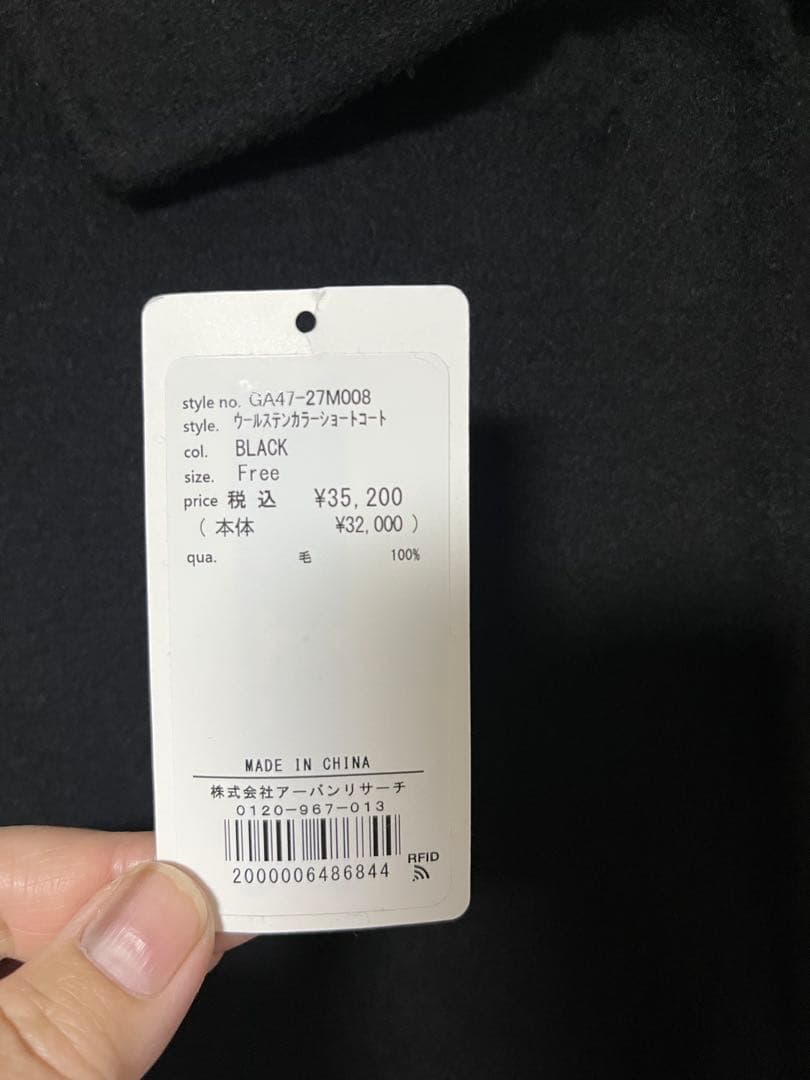 style no. GA47-27M008
style. ｳｰﾙｽﾃﾝｶﾗｰｼｮｰﾄｺｰﾄ
col. BLACK
size. Free
price 税込 ¥35,200
( 本体 ¥32,000 )
qua. 毛 100%
MADE IN CHINA
株式会社アーバンリサーチ
0120-967-013
RFID
2000006486844